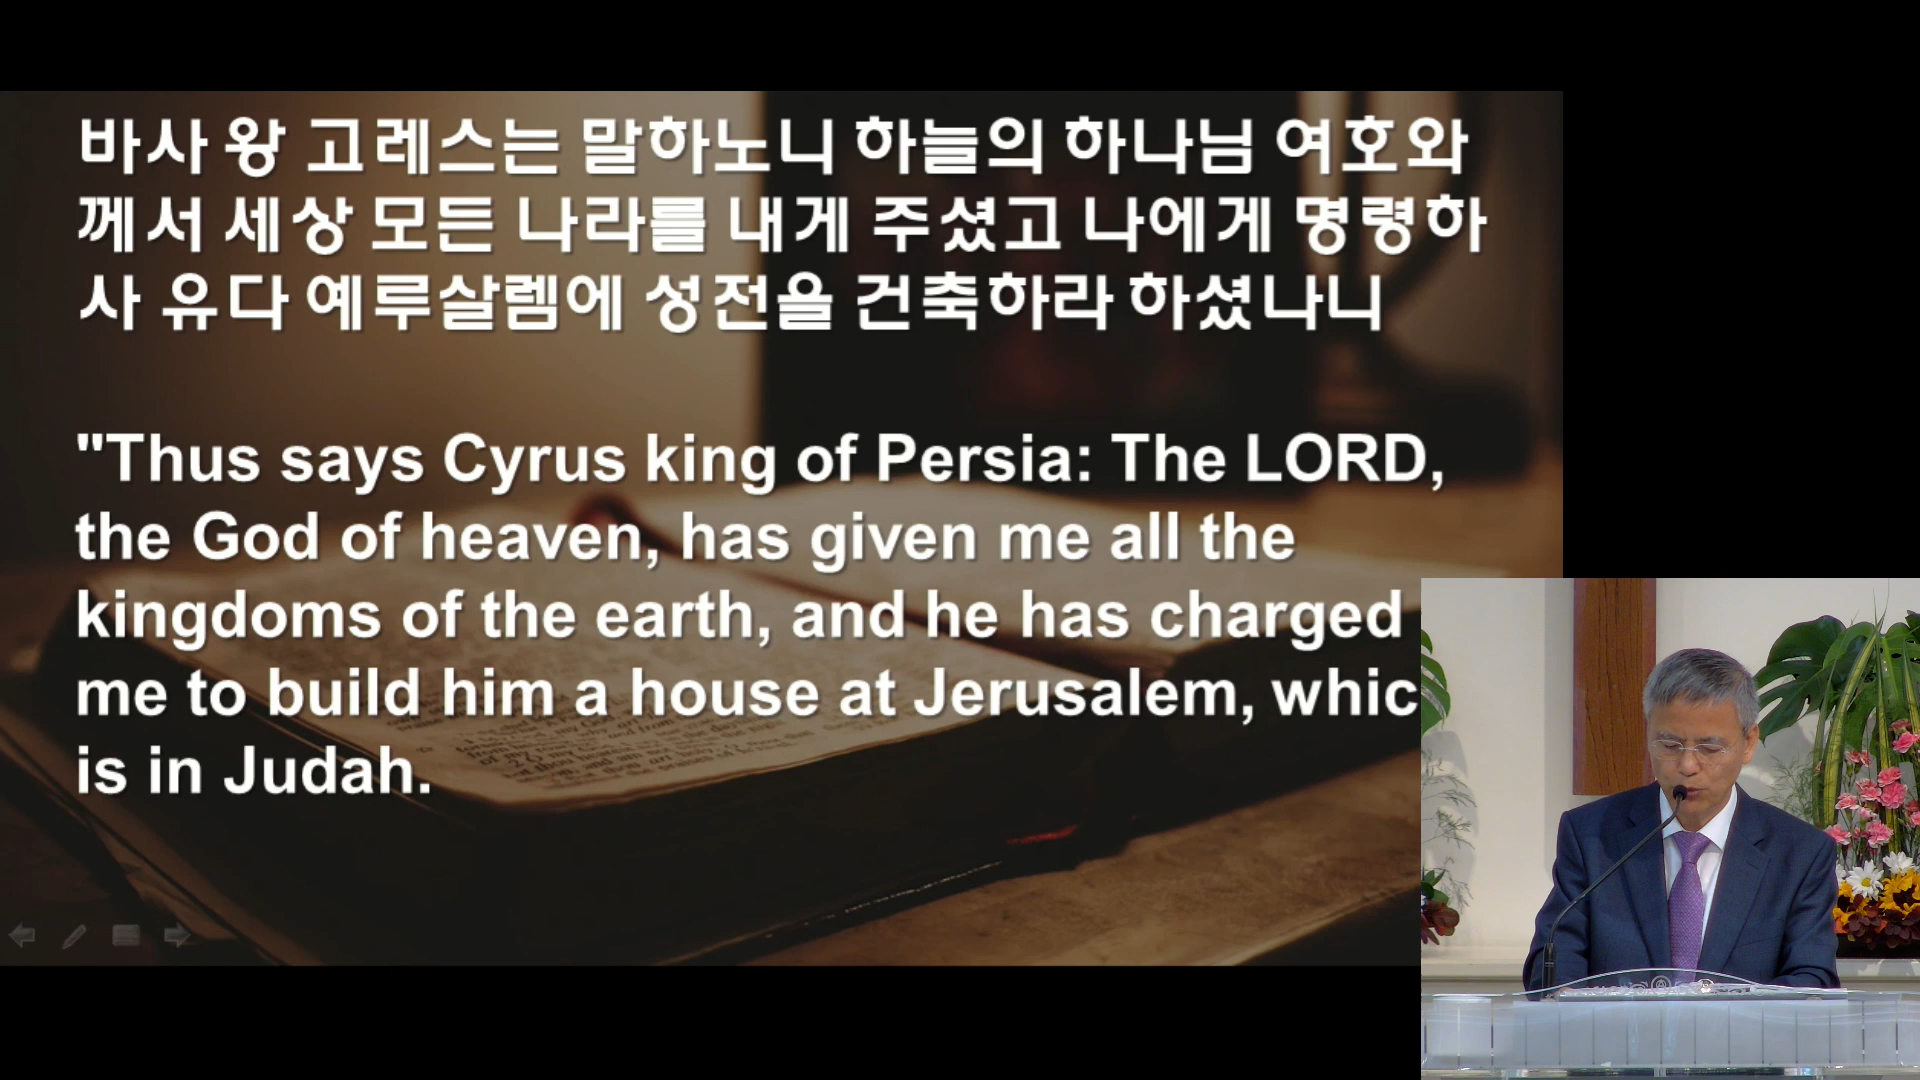 바사 왕 고레스는 말하노니 하늘의 하나님 여호와
께서 세상 모든 나라를 내게 주셨고 나에게 명령하
사 유다 예루살렘에 성전을 건축하라 하셨나니
"Thus says Cyrus king of Persia: The LORD,
the God of heaven, has given me all the
kingdoms of the earth, and he has charged
me to build him a house at Jerusalem, whic
is in Judah.